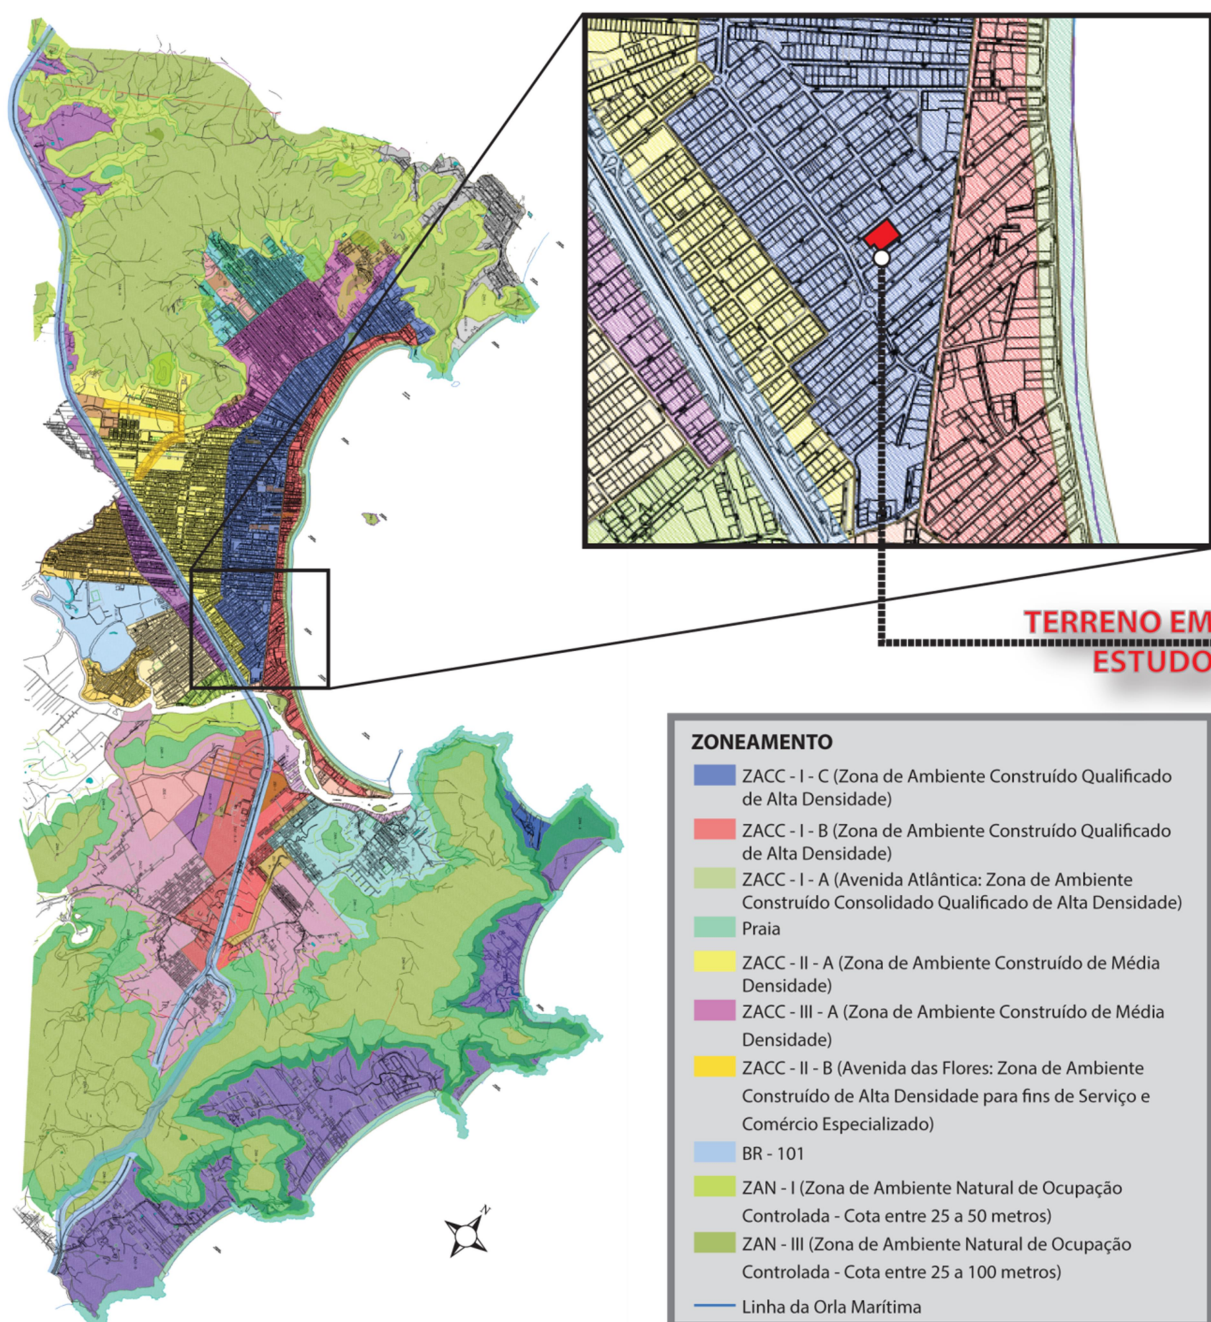 TERRENO EM
ESTUDO
ZONEAMENTO
ZACC - I - C (Zona de Ambiente Construído Qualificado
de Alta Densidade)
ZACC - I - B (Zona de Ambiente Construído Qualificado
de Alta Densidade)
ZACC - I - A (Avenida Atlântica: Zona de Ambiente
Construído Consolidado Qualificado de Alta Densidade)
Praia
ZACC - II - A (Zona de Ambiente Construído de Média
Densidade)
ZACC - III - A (Zona de Ambiente Construído de Média
Densidade)
ZACC - II - B (Avenida das Flores: Zona de Ambiente
Construído de Alta Densidade para fins de Serviço e
Comércio Especializado)
BR - 101
ZAN - I (Zona de Ambiente Natural de Ocupação
Controlada - Cota entre 25 a 50 metros)
ZAN - III (Zona de Ambiente Natural de Ocupação
Controlada - Cota entre 25 a 100 metros)
Linha da Orla Marítima
N